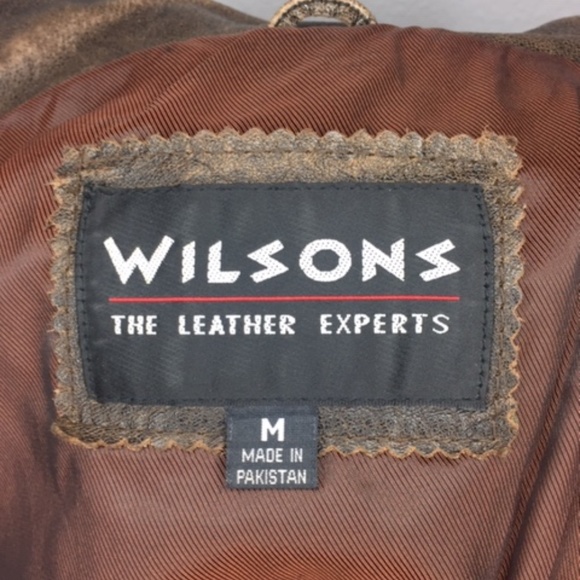 WILSONS
THE LEATHER EXPERTS
M
MADE IN
PAKISTAN